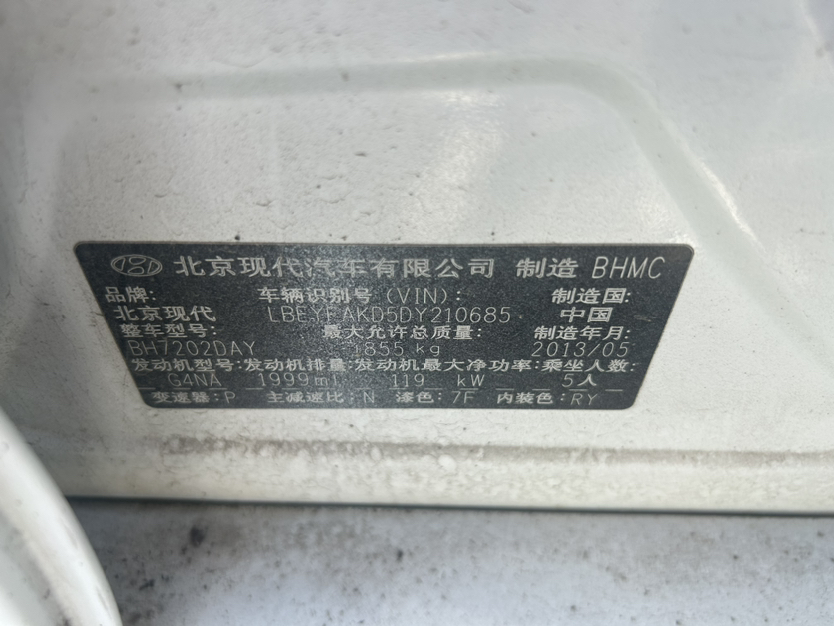 北京现代汽车有限公司 制造 BHMC
品牌: 车辆识别号 (VIN): 制造国:
北京现代 LBEYFAKD5DY210685 中国
整车型号: 最大允许总质量: 制造年月:
BH7202DAY 1855 kg 2013/05
发动机型号: 发动机排量: 发动机最大净功率: 乘坐人数:
G4NA 1999ml 119 kW 5人
变速器: P 主减速比: N 漆色: 7F 内装色: RY